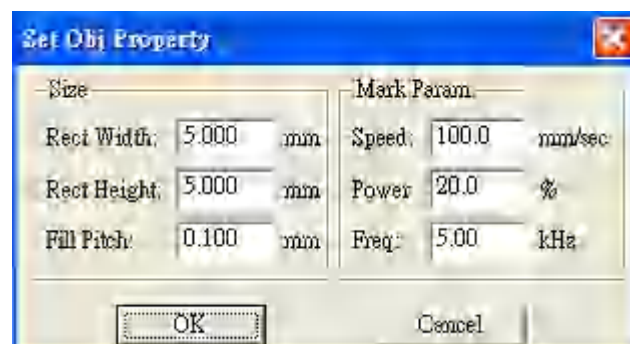 Set Obj Property
Size
Mark Param.
Rect Width: 5.000 mm
Speed: 100.0 mm/sec
Rect Height: 5.000 mm
Power 20.0 %
Fill Pitch: 0.100 mm
Freq.: 5.00 kHz
OK
Cancel